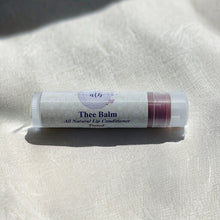 Thee Balm
All Natural Lip Conditioner